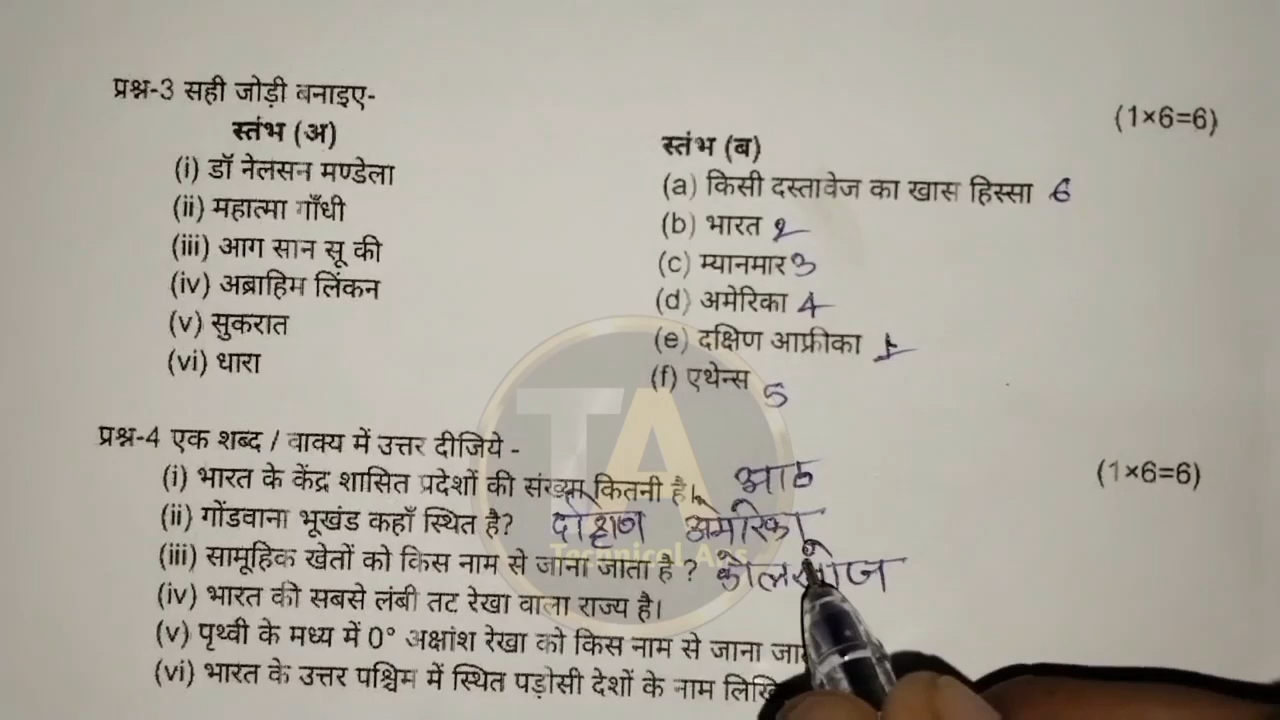 प्रश्न-3 सही जोड़ी बनाइए-
(1×6=6)
स्तंभ (अ)
स्तंभ (ब)
(i) डॉ नेलसन मण्डेला
(a) किसी दस्तावेज का खास हिस्सा 6
(ii) महात्मा गाँधी
(b) भारत 2
(iii) आग सान सू की
(c) म्यानमार 3
(iv) अब्राहिम लिंकन
(d) अमेरिका 4
(v) सुकरात
(e) दक्षिण आफ्रीका 1
(vi) धारा
(f) एथेन्स 5
TA
Technical Ars
प्रश्न-4 एक शब्द / वाक्य में उत्तर दीजिये -
(1×6=6)
(i) भारत के केंद्र शासित प्रदेशों की संख्या कितनी है। आठ
(ii) गोंडवाना भूखंड कहाँ स्थित है? दक्षिण अमेरिका
(iii) सामूहिक खेतों को किस नाम से जाना जाता है ? कोलखोज
(iv) भारत की सबसे लंबी तट रेखा वाला राज्य है।
(v) पृथ्वी के मध्य में 0° अक्षांश रेखा को किस नाम से जाना
(vi) भारत के उत्तर पश्चिम में स्थित पड़ोसी देशों के नाम